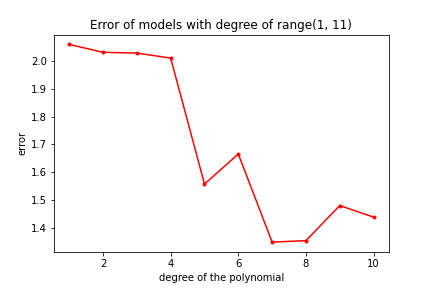 Error of models with degree of range(1, 11)
2.0
1.9
1.8
1.7
1.6
1.5
1.4
error
2 4 6 8 10
degree of the polynomial